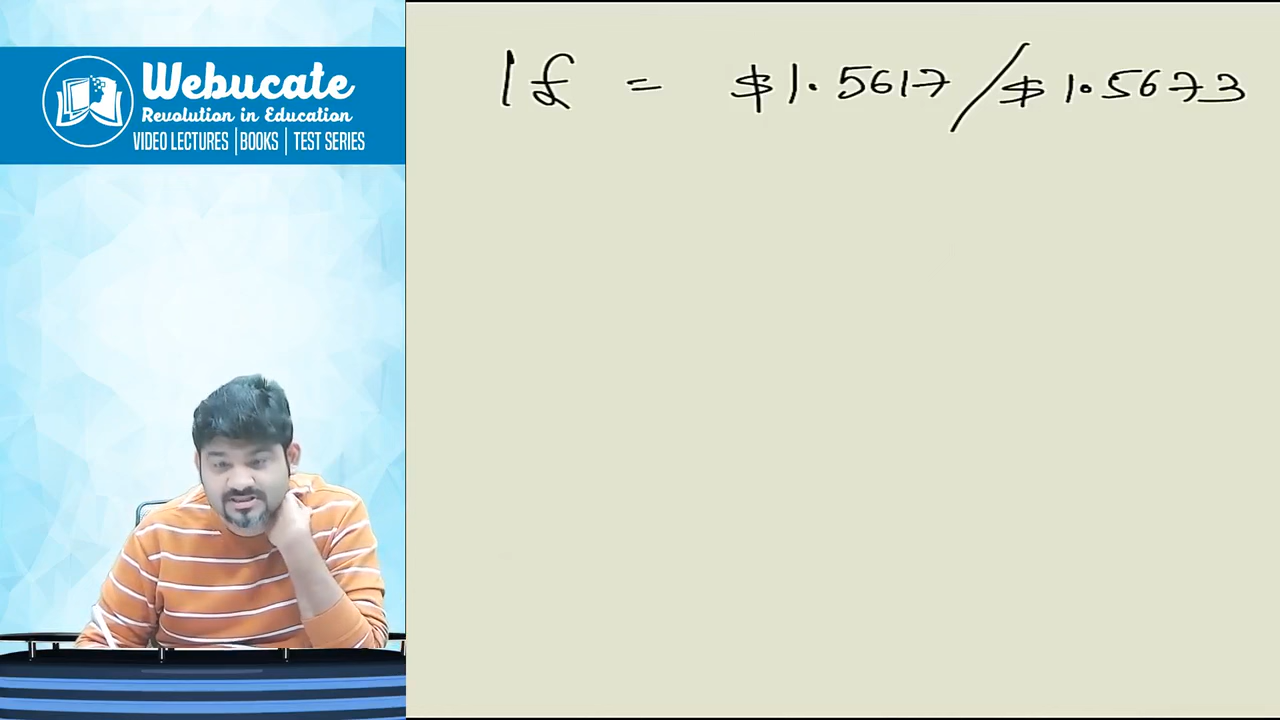 Webucate
Revolution in Education
VIDEO LECTURES | BOOKS | TEST SERIES
1£ = $1.5617/$1.5673